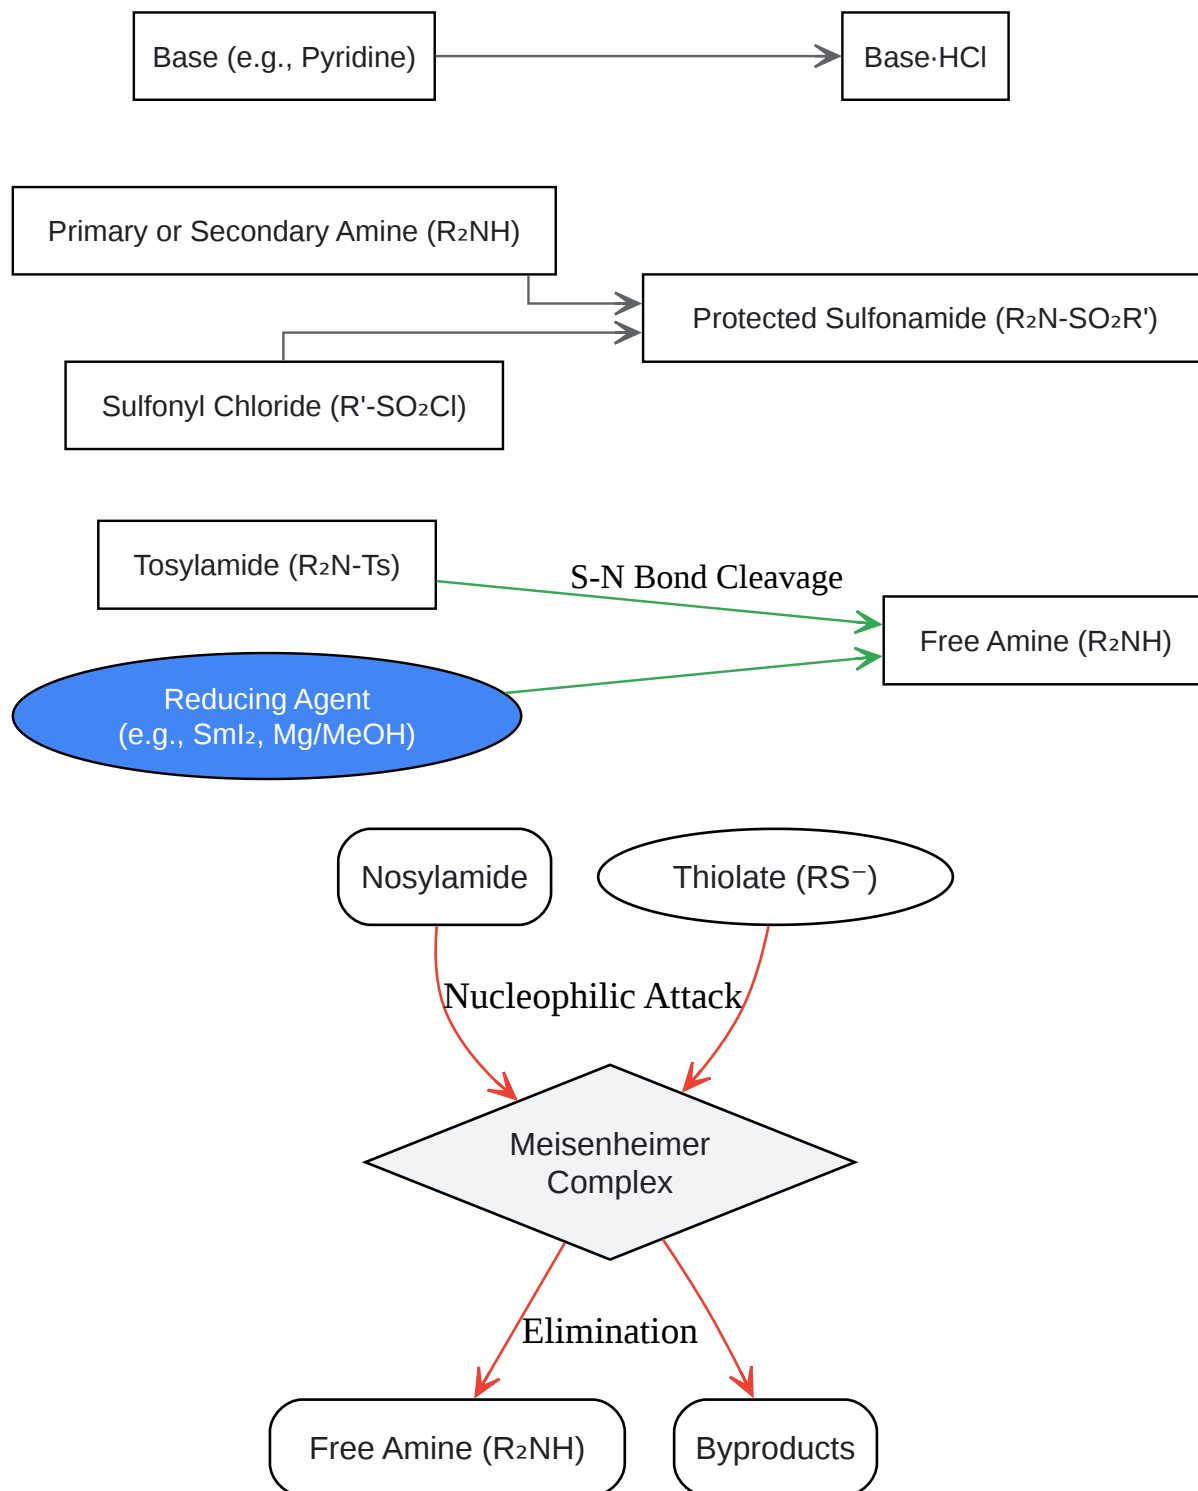 Base (e.g., Pyridine)
Base·HCl
Primary or Secondary Amine (R₂NH)
Protected Sulfonamide (R₂N-SO₂R')
Sulfonyl Chloride (R'-SO₂Cl)
Tosylamide (R₂N-Ts)
S-N Bond Cleavage
Free Amine (R₂NH)
Reducing Agent
(e.g., SmI₂, Mg/MeOH)
Nosylamide
Thiolate (RS⁻)
Nucleophilic Attack
Meisenheimer
Complex
Elimination
Free Amine (R₂NH)
Byproducts